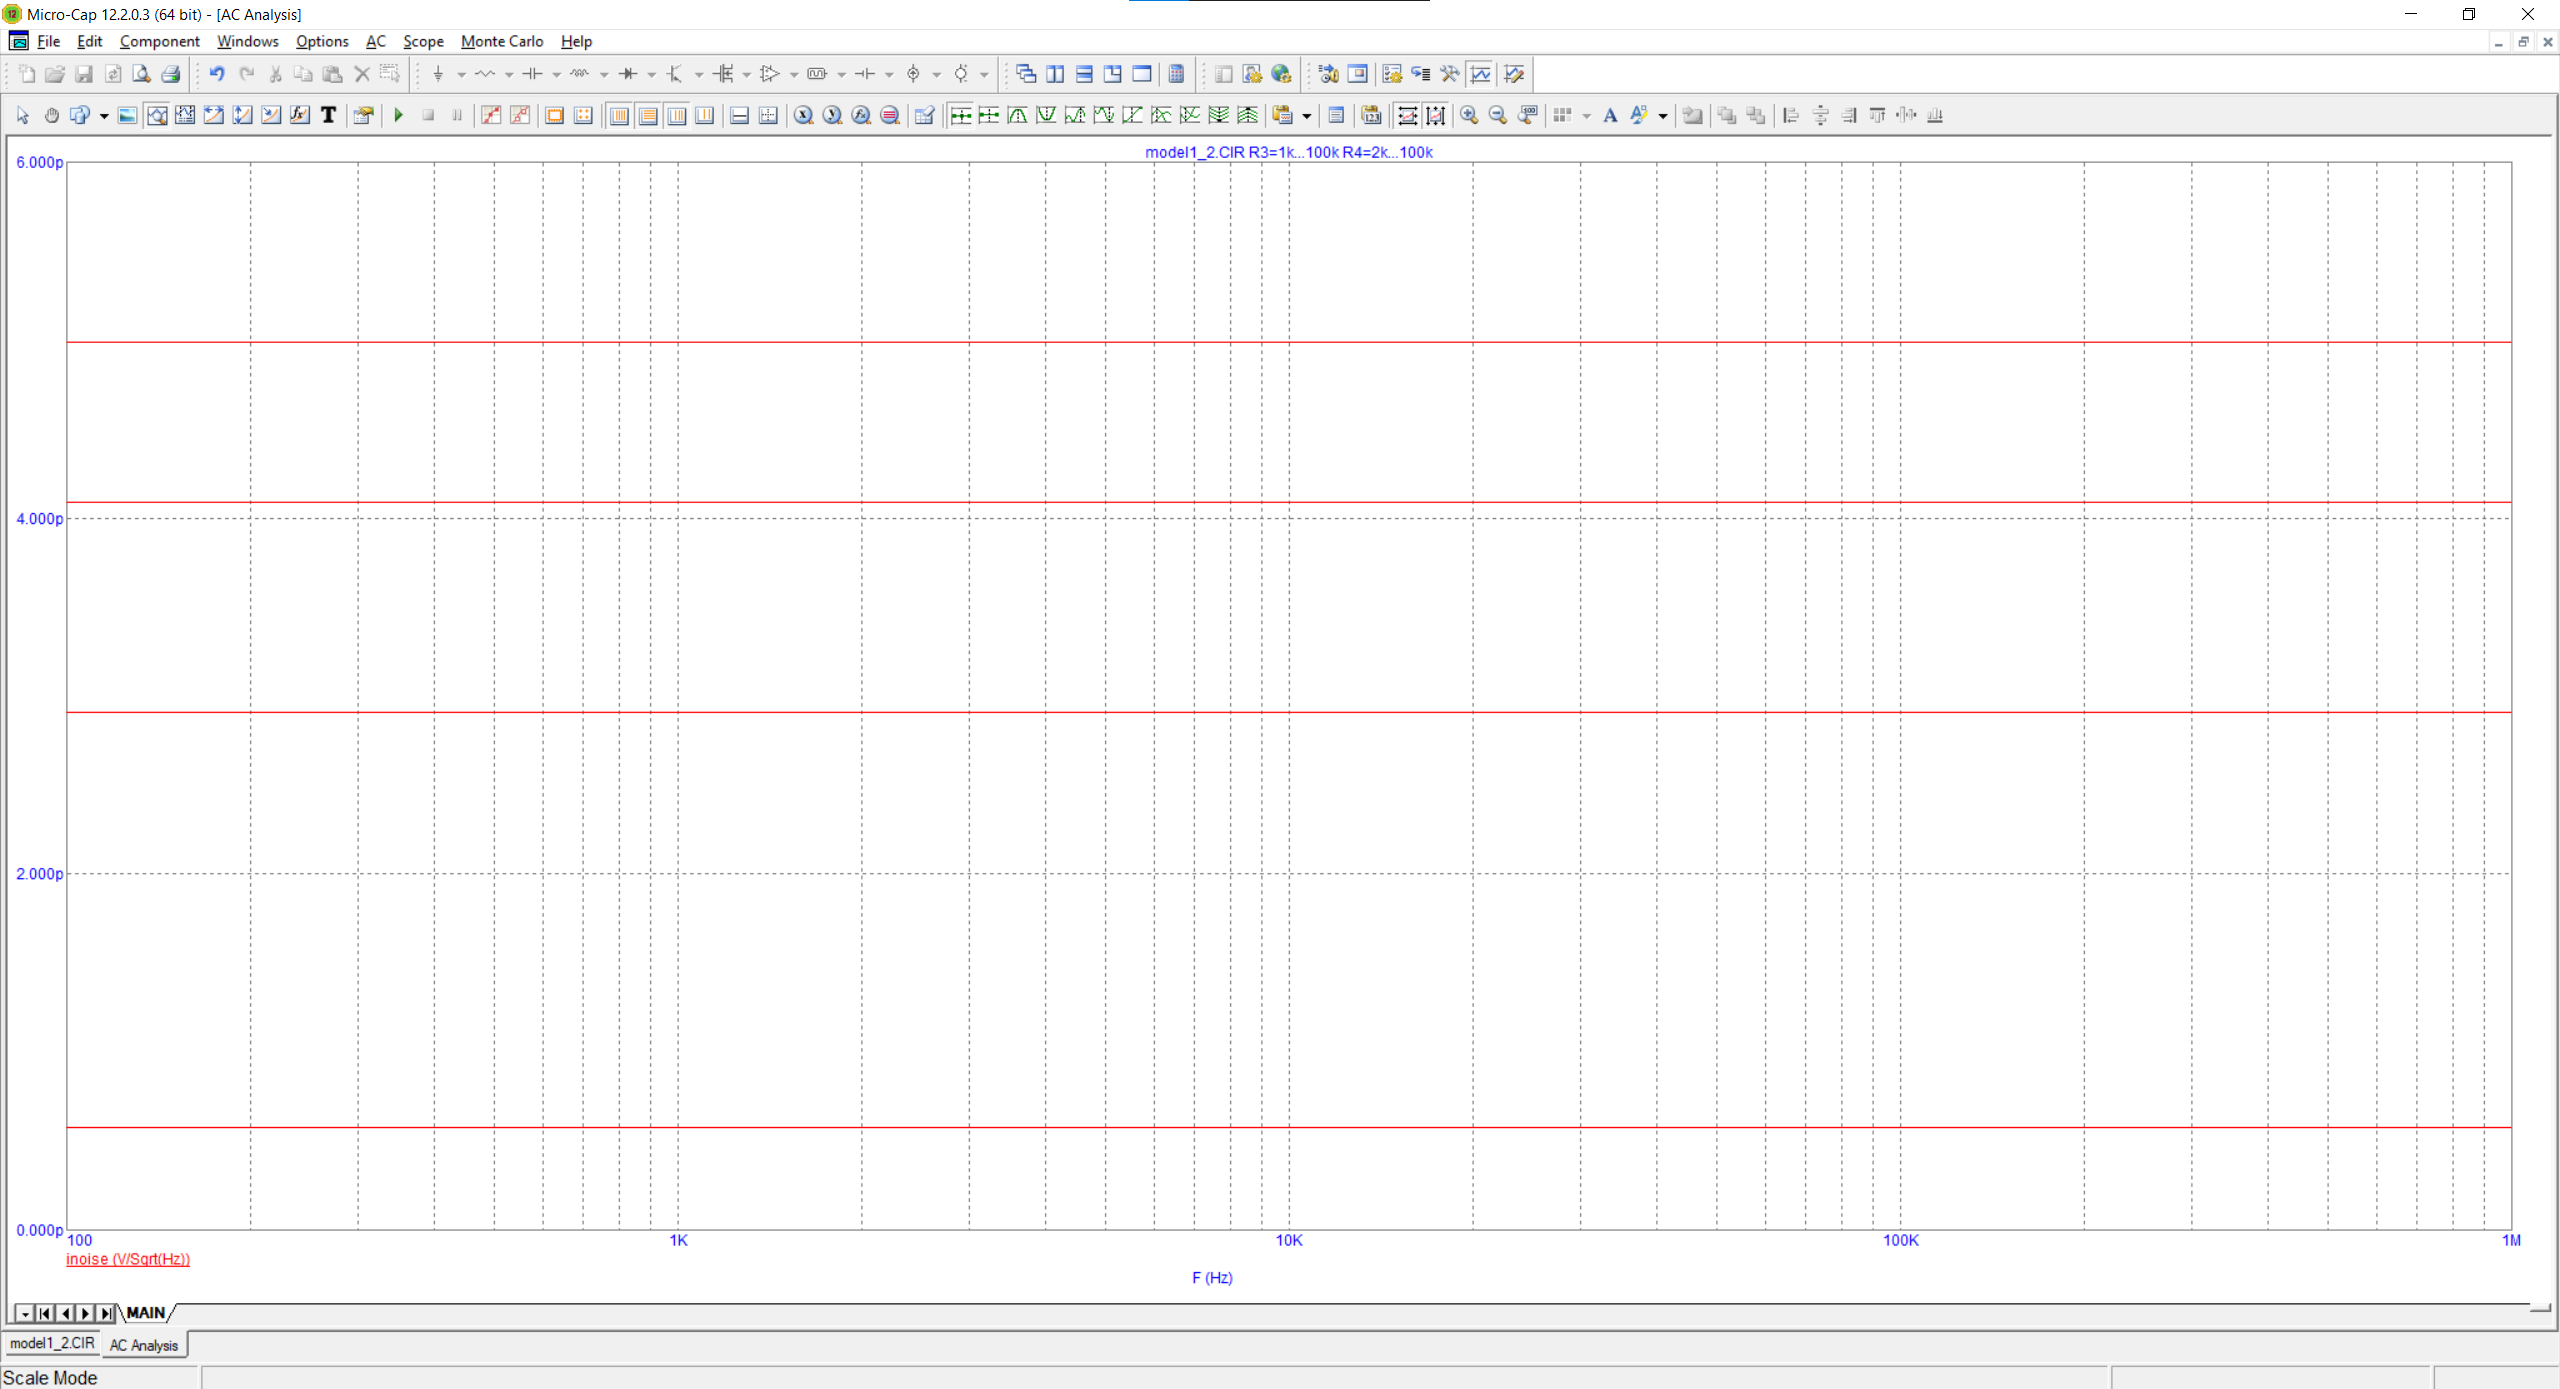 Micro-Cap 12.2.0.3 (64 bit) - [AC Analysis]
File Edit Component Windows Options AC Scope Monte Carlo Help
model1_2.CIR R3=1k...100k R4=2k...100k
6.000p
4.000p
2.000p
0.000p
100 1K 10K 100K 1M
inoise (V/Sqrt(Hz))
F (Hz)
MAIN
model1_2.CIR AC Analysis
Scale Mode